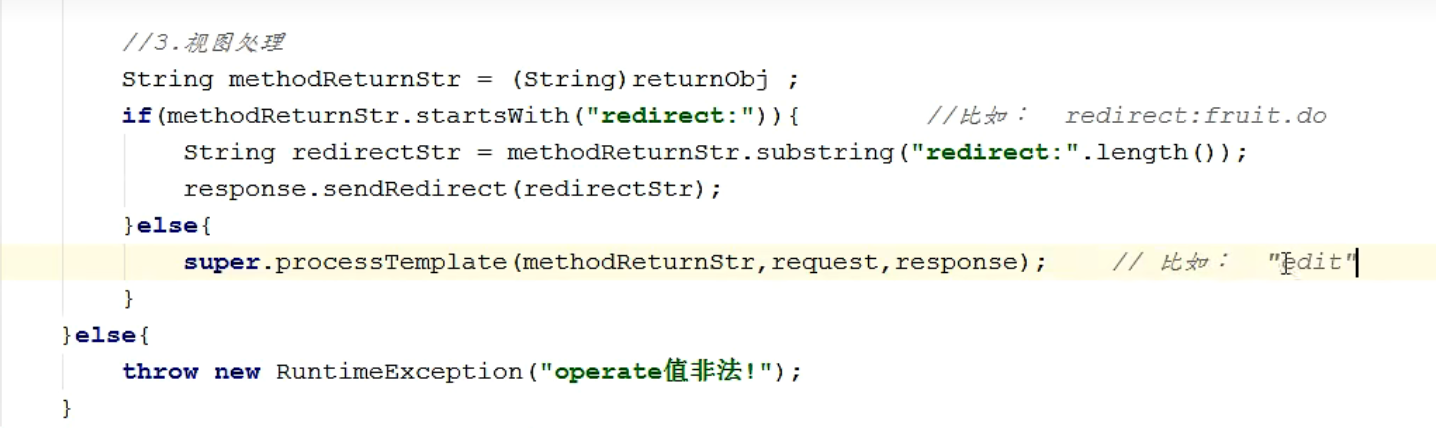 //3.视图处理
String methodReturnStr = (String)returnObj ;
if(methodReturnStr.startsWith("redirect:")){        //比如：  redirect:fruit.do
    String redirectStr = methodReturnStr.substring("redirect:".length());
    response.sendRedirect(redirectStr);
}else{
    super.processTemplate(methodReturnStr,request,response);    // 比如：  "edit"
}
}else{
    throw new RuntimeException("operate值非法!");
}